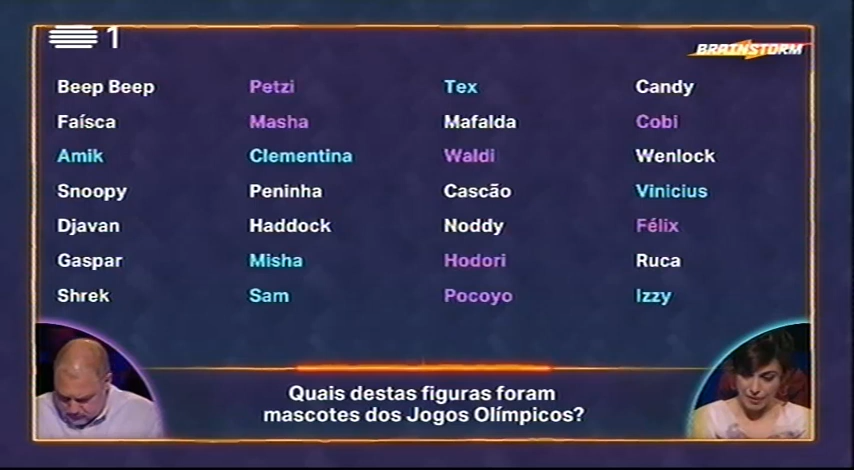 1
BRAINSTORM
Beep Beep Petzi Tex Candy
Faísca Masha Mafalda Cobi
Amik Clementina Waldi Wenlock
Snoopy Peninha Cascão Vinicius
Djavan Haddock Noddy Félix
Gaspar Misha Hodori Ruca
Shrek Sam Pocoyo Izzy
Quais destas figuras foram
mascotes dos Jogos Olímpicos?